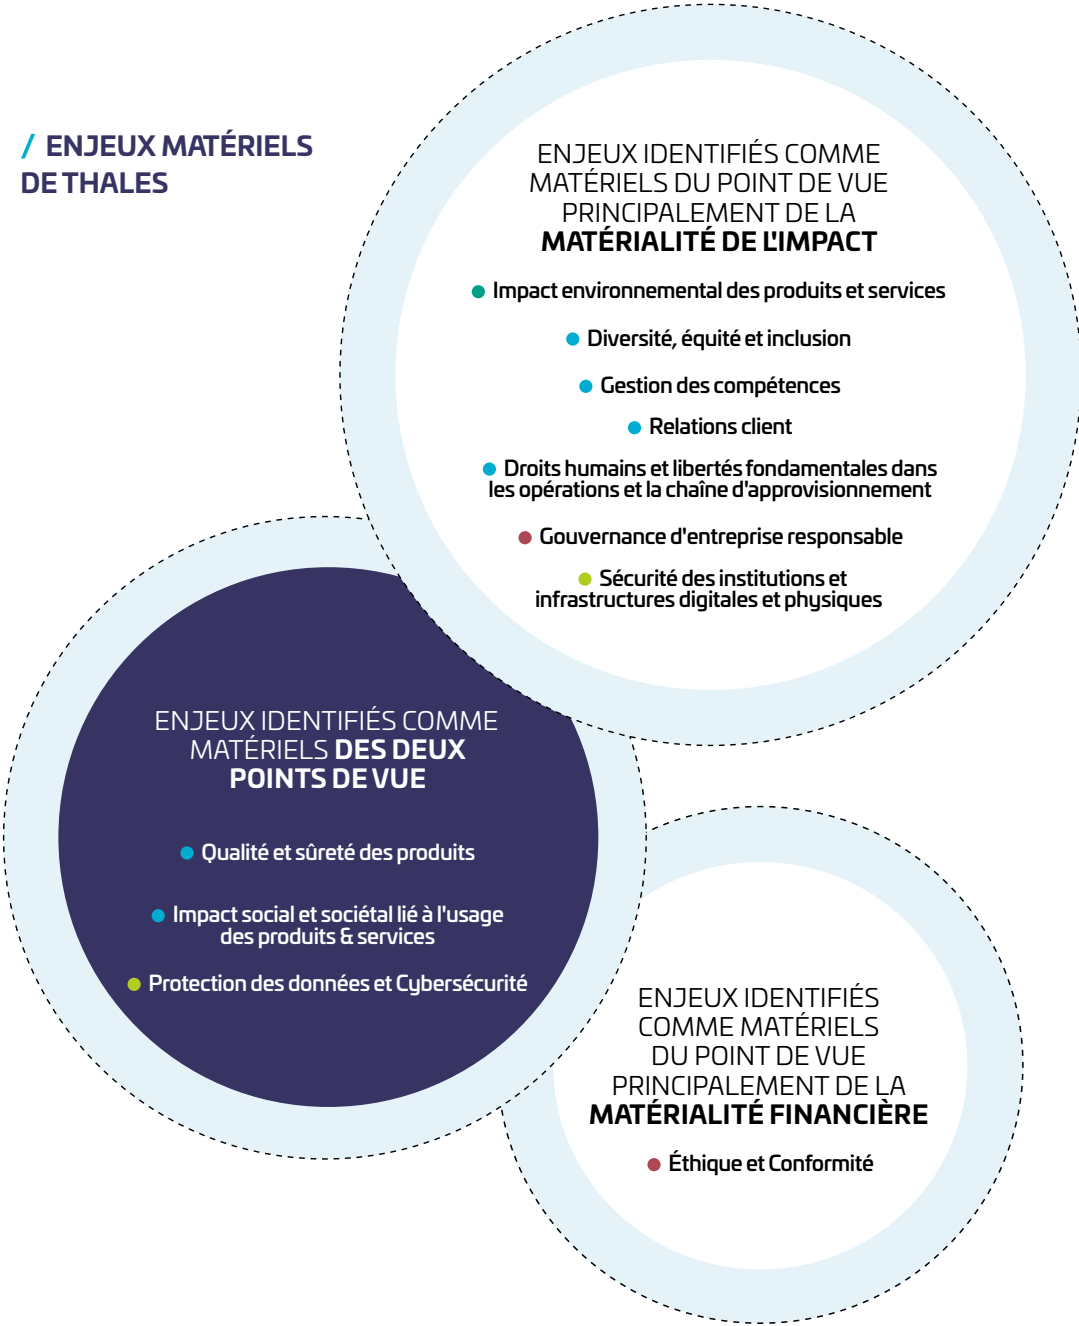 / ENJEUX MATÉRIELS
DE THALES
ENJEUX IDENTIFIÉS COMME
MATÉRIELS DU POINT DE VUE
PRINCIPALEMENT DE LA
MATÉRIALITÉ DE L'IMPACT
Impact environnemental des produits et services
Diversité, équité et inclusion
Gestion des compétences
Relations client
Droits humains et libertés fondamentales dans
les opérations et la chaîne d'approvisionnement
Gouvernance d'entreprise responsable
Sécurité des institutions et
infrastructures digitales et physiques
ENJEUX IDENTIFIÉS COMME
MATÉRIELS DES DEUX
POINTS DE VUE
Qualité et sûreté des produits
Impact social et sociétal lié à l'usage
des produits & services
Protection des données et Cybersécurité
ENJEUX IDENTIFIÉS
COMME MATÉRIELS
DU POINT DE VUE
PRINCIPALEMENT DE LA
MATÉRIALITÉ FINANCIÈRE
Éthique et Conformité